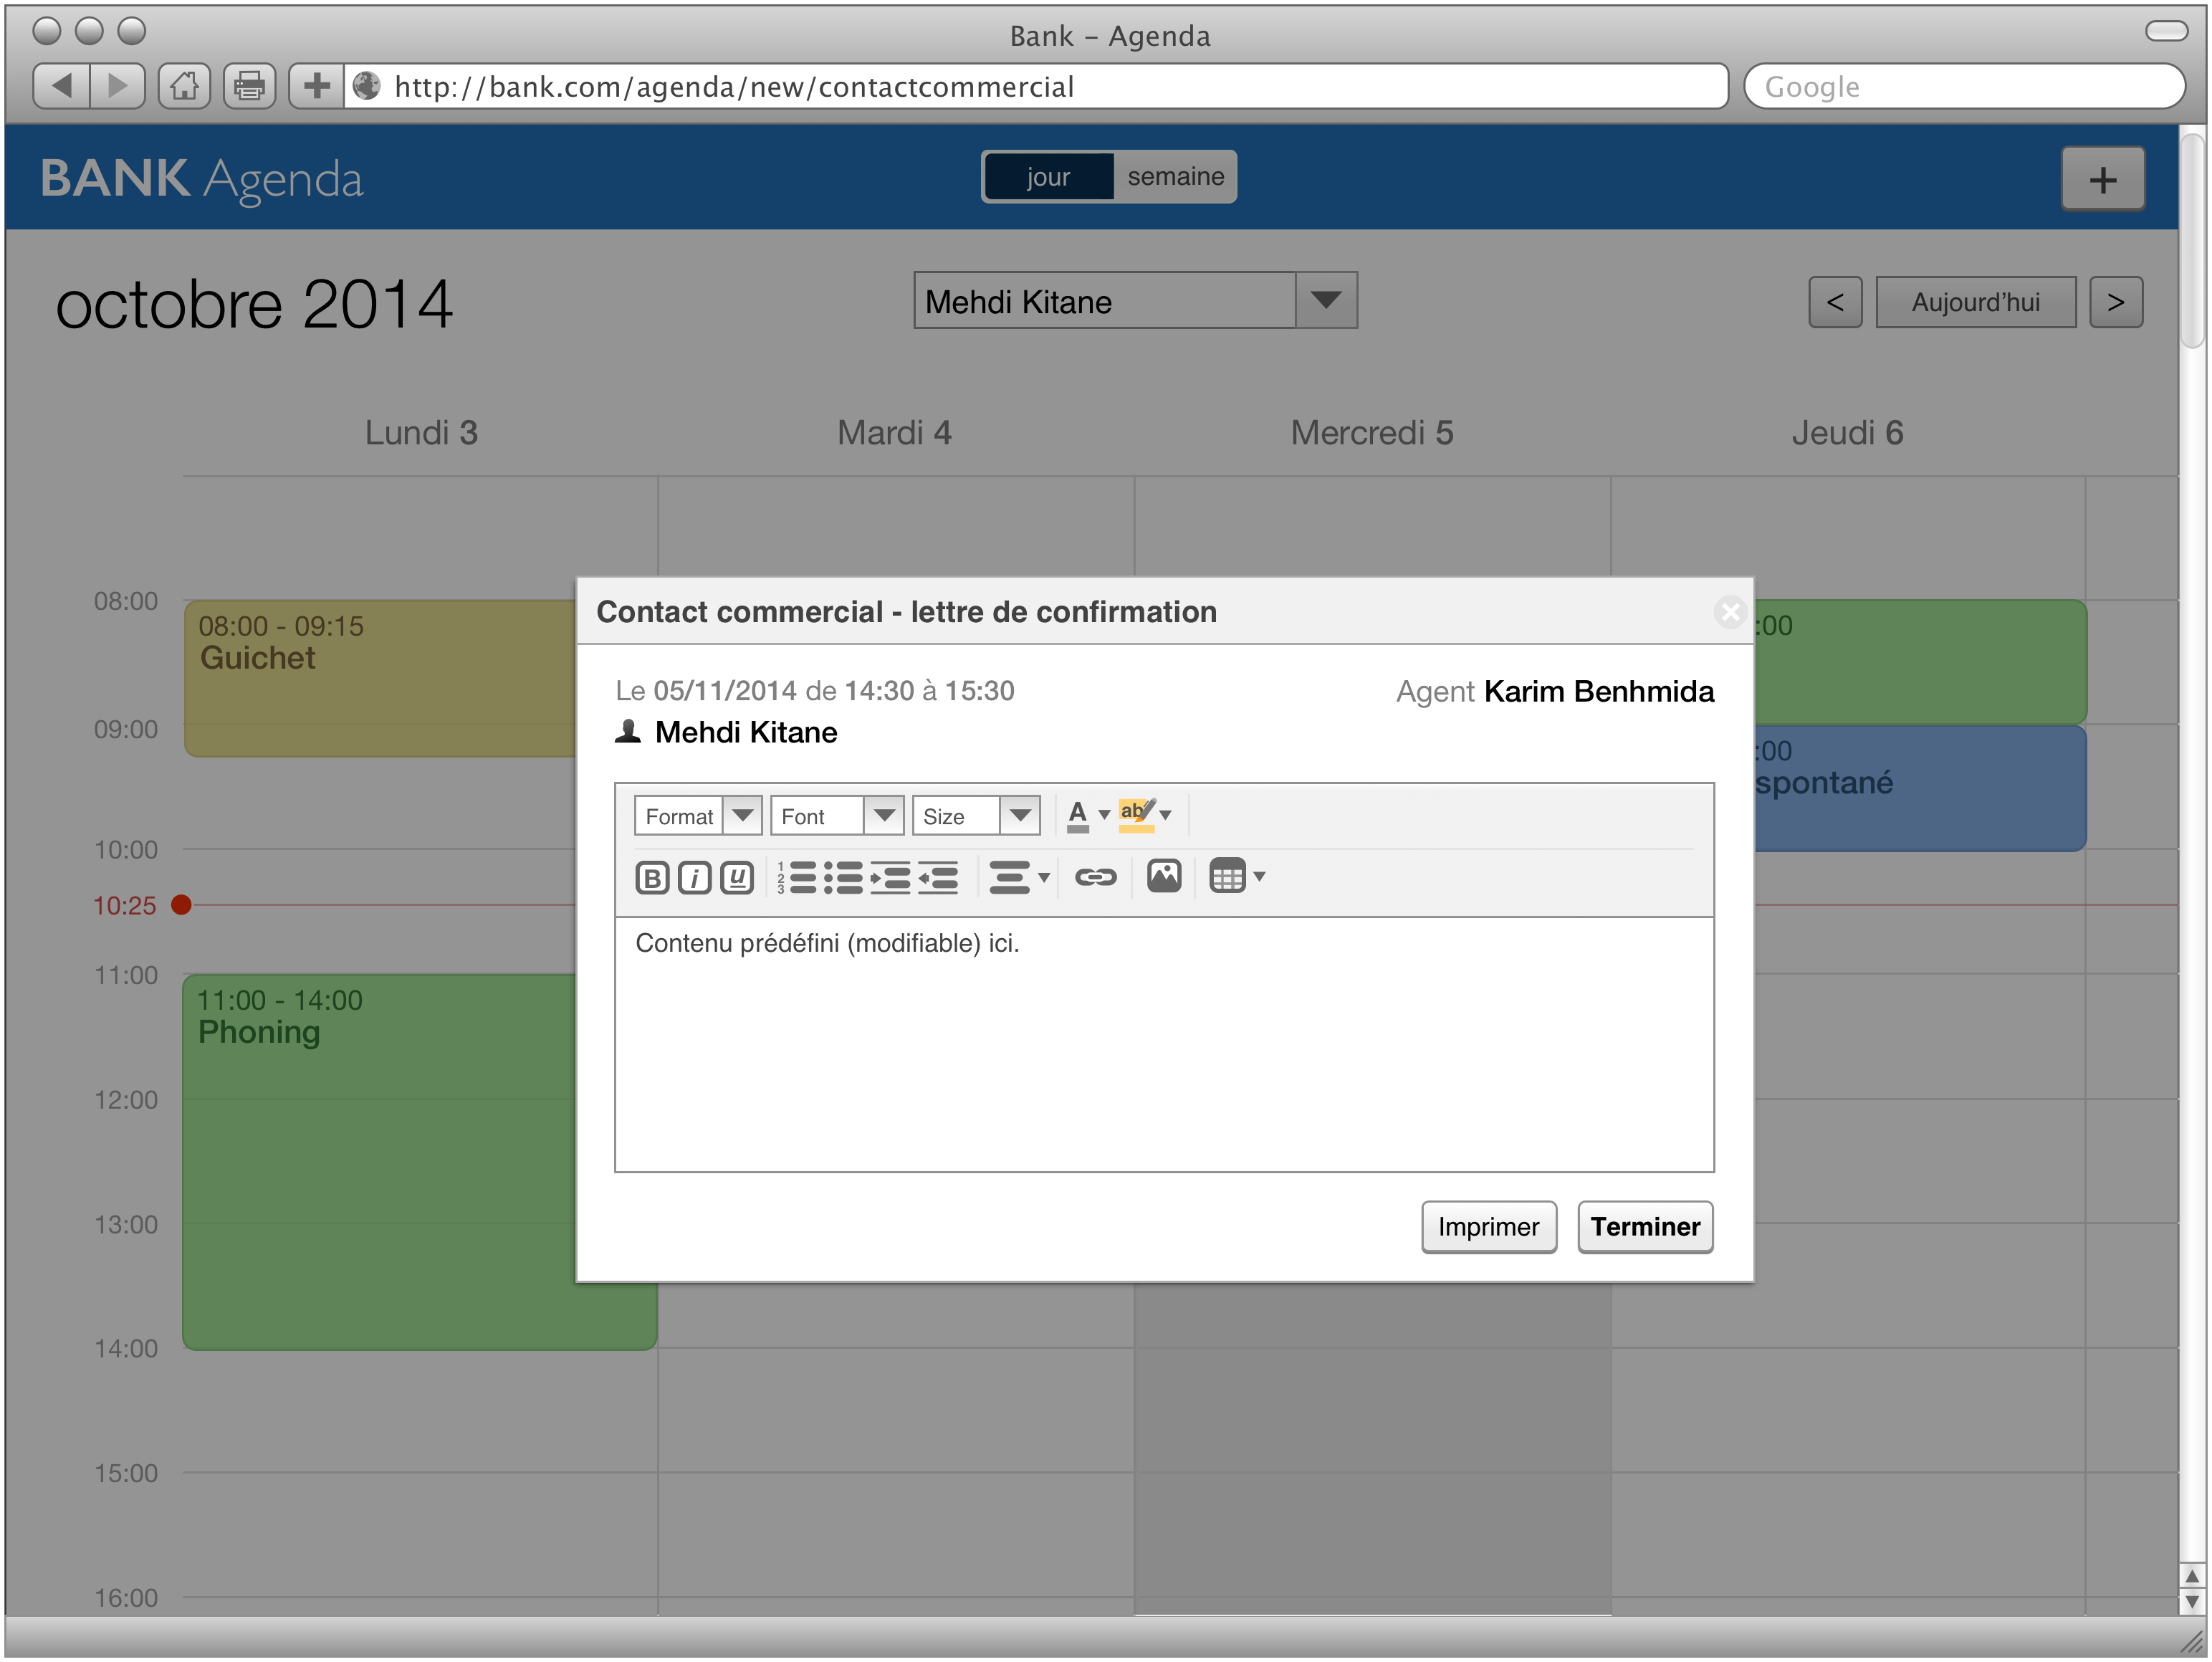 Bank – Agenda
http://bank.com/agenda/new/contactcommercial
Google
BANK Agenda
jour
semaine
+
octobre 2014
Mehdi Kitane
<
Aujourd’hui
>
Lundi 3
Mardi 4
Mercredi 5
Jeudi 6
08:00
08:00 - 09:15
Guichet
09:00
10:00
10:25
11:00
11:00 - 14:00
Phoning
12:00
13:00
14:00
15:00
16:00
:00
:00
spontané
Contact commercial - lettre de confirmation
Le 05/11/2014 de 14:30 à 15:30
Agent Karim Benhmida
Mehdi Kitane
Format
Font
Size
A
ab
B
i
u
1
2
3
Contenu prédéfini (modifiable) ici.
Imprimer
Terminer